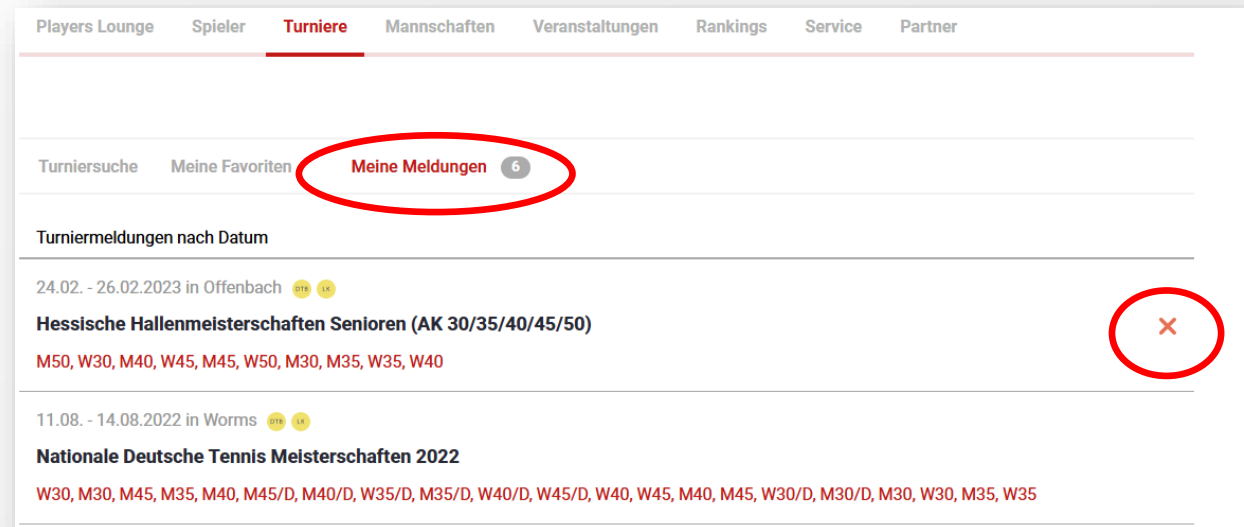 Players Lounge Spieler Turniere Mannschaften Veranstaltungen Rankings Service Partner
Turniersuche Meine Favoriten Meine Meldungen 6
Turniermeldungen nach Datum
24.02. - 26.02.2023 in Offenbach DTB LK
Hessische Hallenmeisterschaften Senioren (AK 30/35/40/45/50)
M50, W30, M40, W45, M45, W50, M30, M35, W35, W40
11.08. - 14.08.2022 in Worms DTB LK
Nationale Deutsche Tennis Meisterschaften 2022
W30, M30, M45, M35, M40, M45/D, M40/D, W35/D, M35/D, W40/D, W45/D, W40, W45, M40, M45, W30/D, M30/D, M30, W30, M35, W35